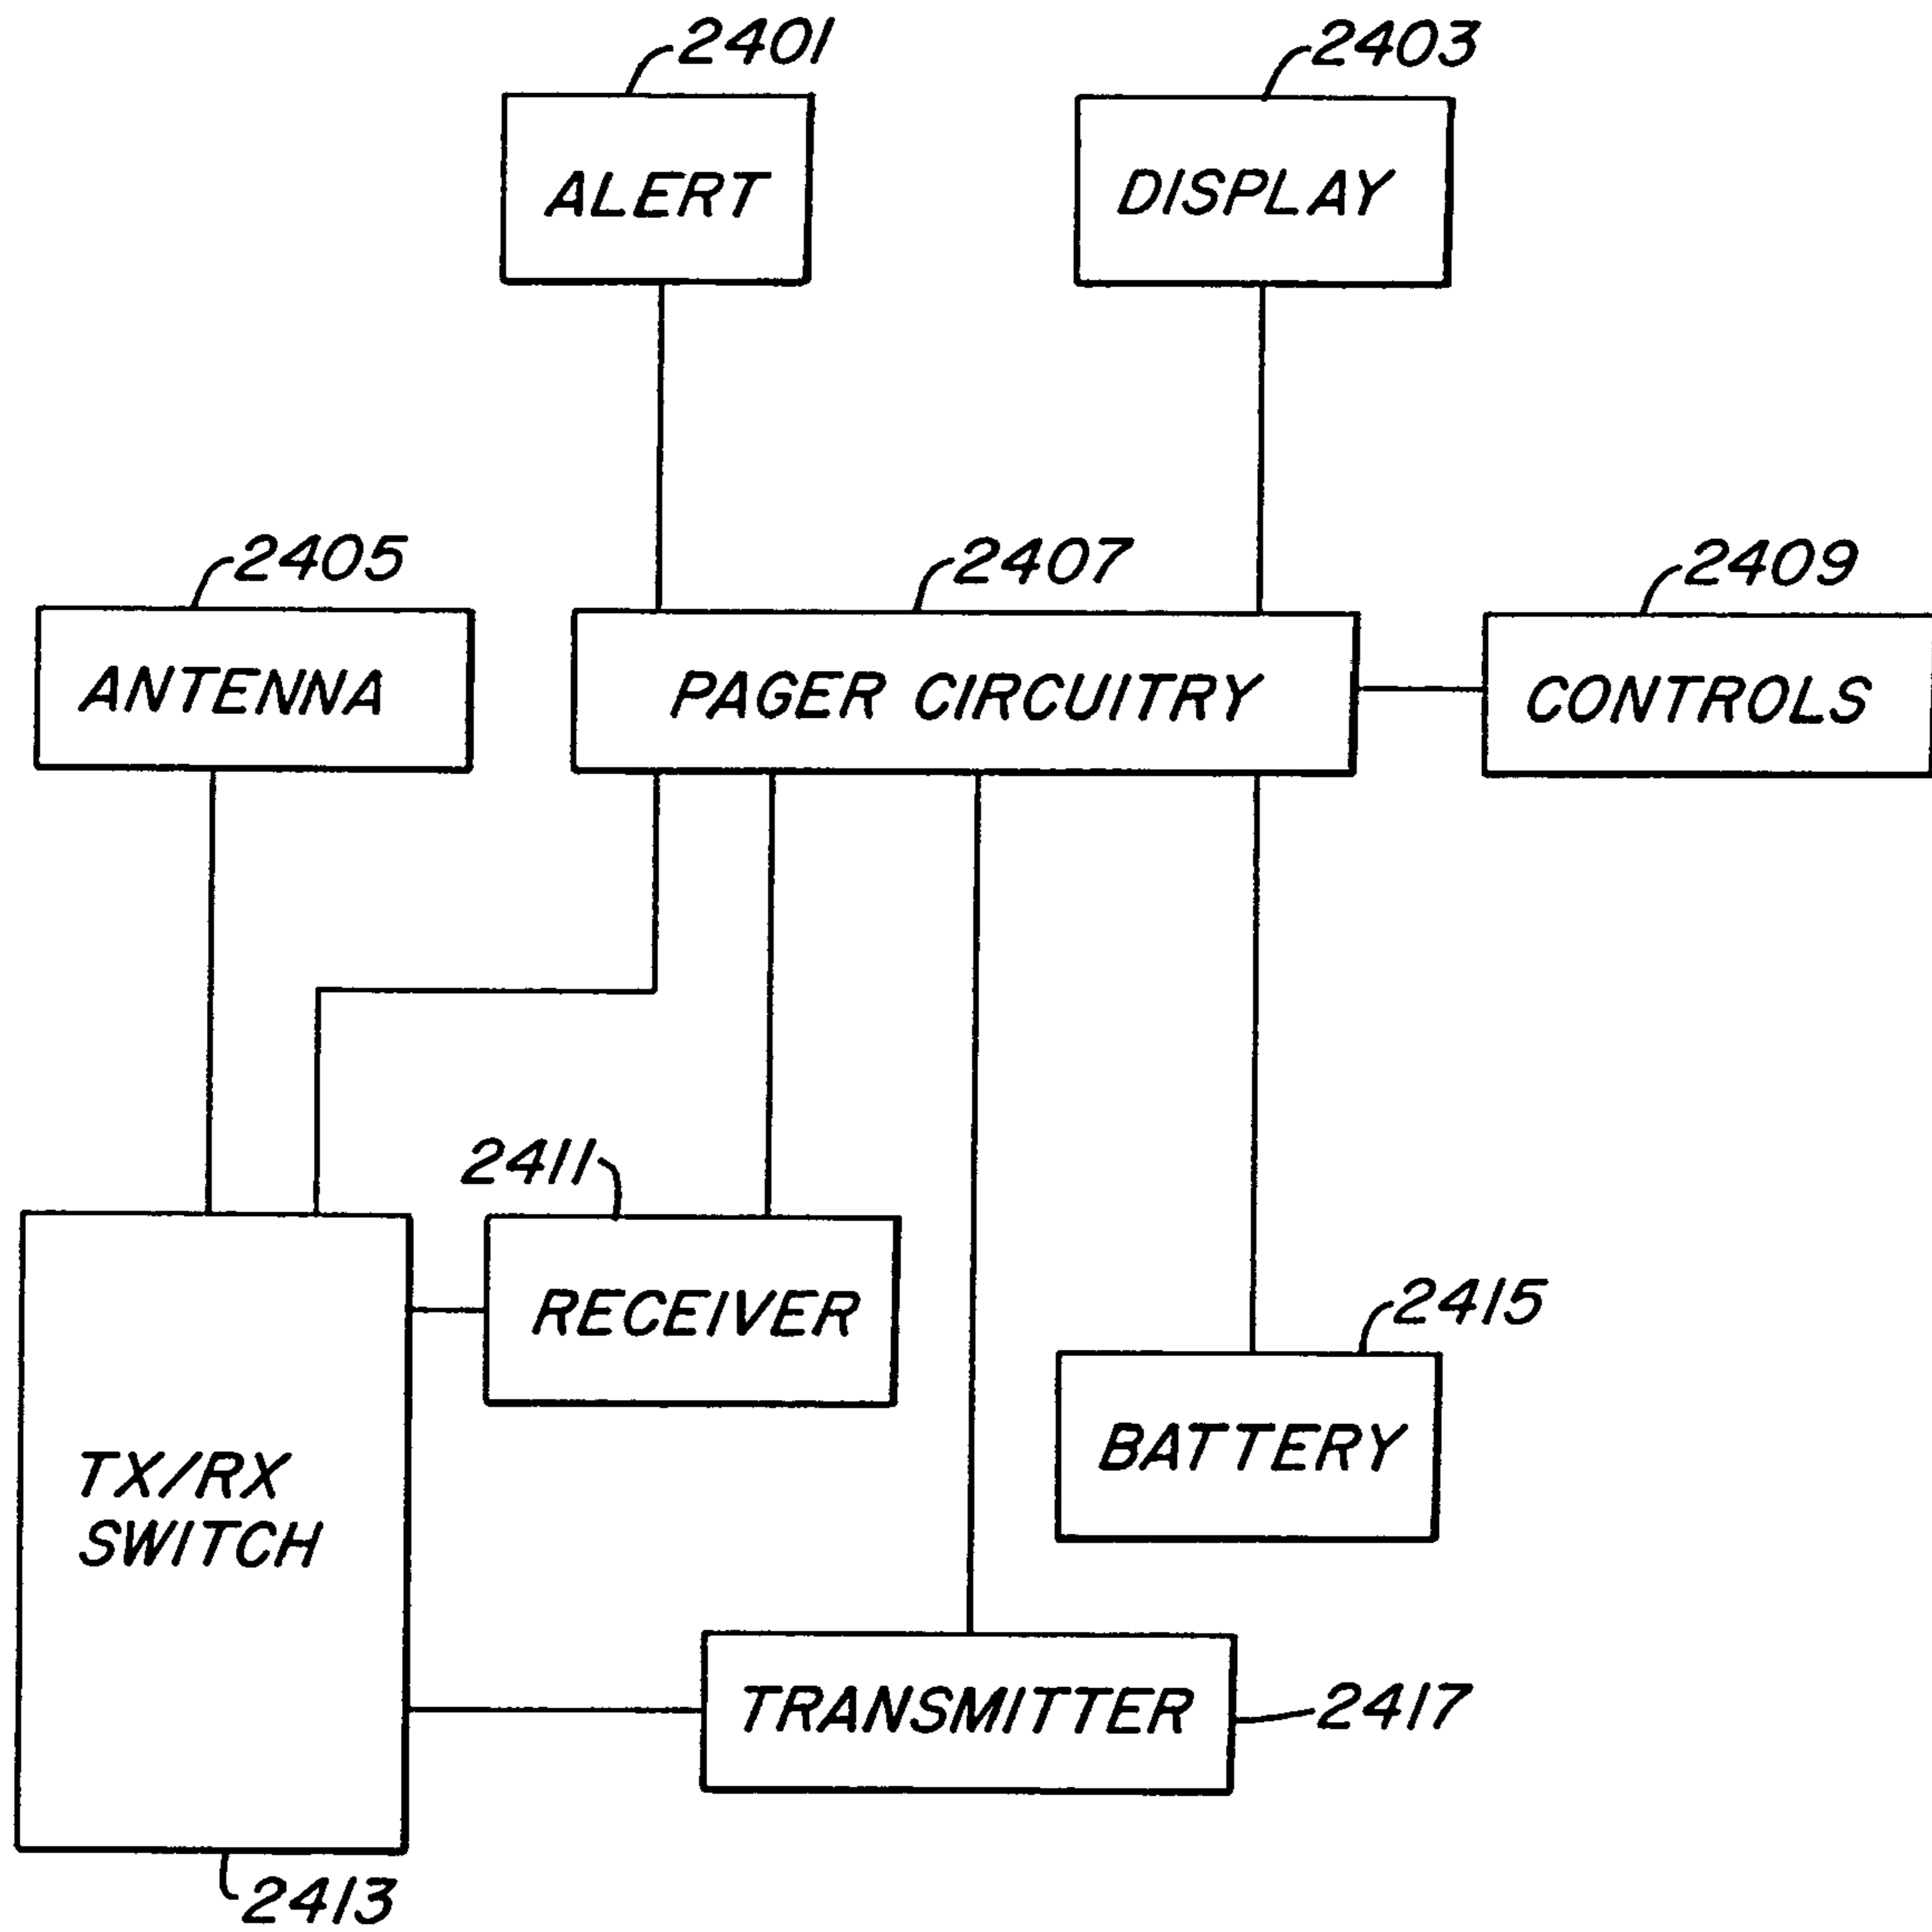 2401
2403
ALERT
DISPLAY
2405
2407
2409
ANTENNA
PAGER CIRCUITRY
CONTROLS
2411
RECEIVER
2415
BATTERY
TX/RX
SWITCH
TRANSMITTER
2417
2413